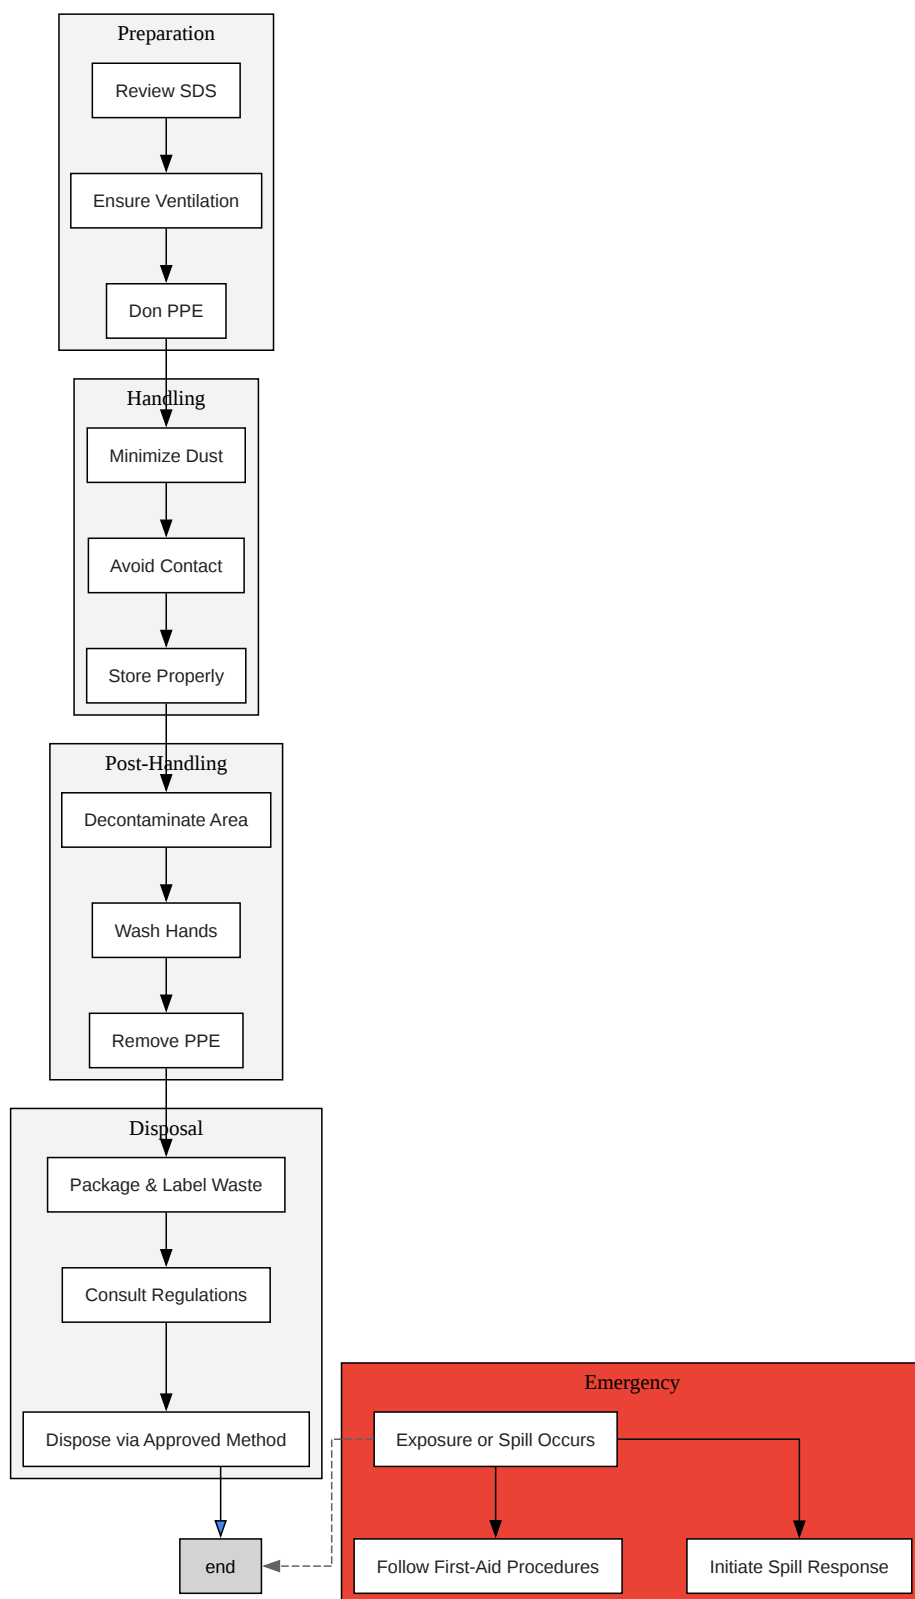 Preparation
Review SDS
Ensure Ventilation
Don PPE
Handling
Minimize Dust
Avoid Contact
Store Properly
Post-Handling
Decontaminate Area
Wash Hands
Remove PPE
Disposal
Package & Label Waste
Consult Regulations
Dispose via Approved Method
Emergency
Exposure or Spill Occurs
end
Follow First-Aid Procedures
Initiate Spill Response